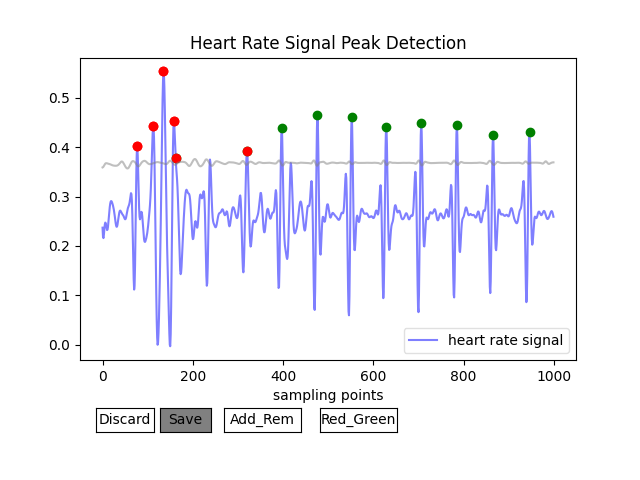 Heart Rate Signal Peak Detection
0.5
0.4
0.3
0.2
0.1
0.0
heart rate signal
0 200 400 600 800 1000
sampling points
Discard Save Add_Rem Red_Green